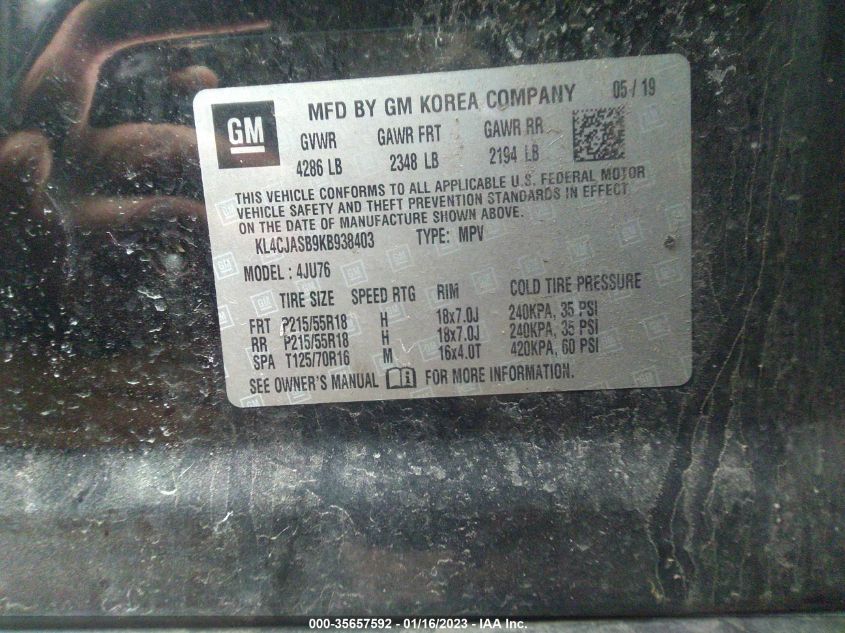 GM
MFD BY GM KOREA COMPANY 05 / 19
GVWR GAWR FRT GAWR RR
4286 LB 2348 LB 2194 LB
THIS VEHICLE CONFORMS TO ALL APPLICABLE U.S. FEDERAL MOTOR
VEHICLE SAFETY AND THEFT PREVENTION STANDARDS IN EFFECT
ON THE DATE OF MANUFACTURE SHOWN ABOVE.
KL4CJASB9KB938403 TYPE: MPV
MODEL : 4JU76
TIRE SIZE SPEED RTG RIM COLD TIRE PRESSURE
FRT P215/55R18 H 18x7.0J 240KPA, 35 PSI
RR P215/55R18 H 18x7.0J 240KPA, 35 PSI
SPA T125/70R16 M 16x4.0T 420KPA, 60 PSI
SEE OWNER'S MANUAL FOR MORE INFORMATION.
000-35657592 - 01/16/2023 - IAA Inc.